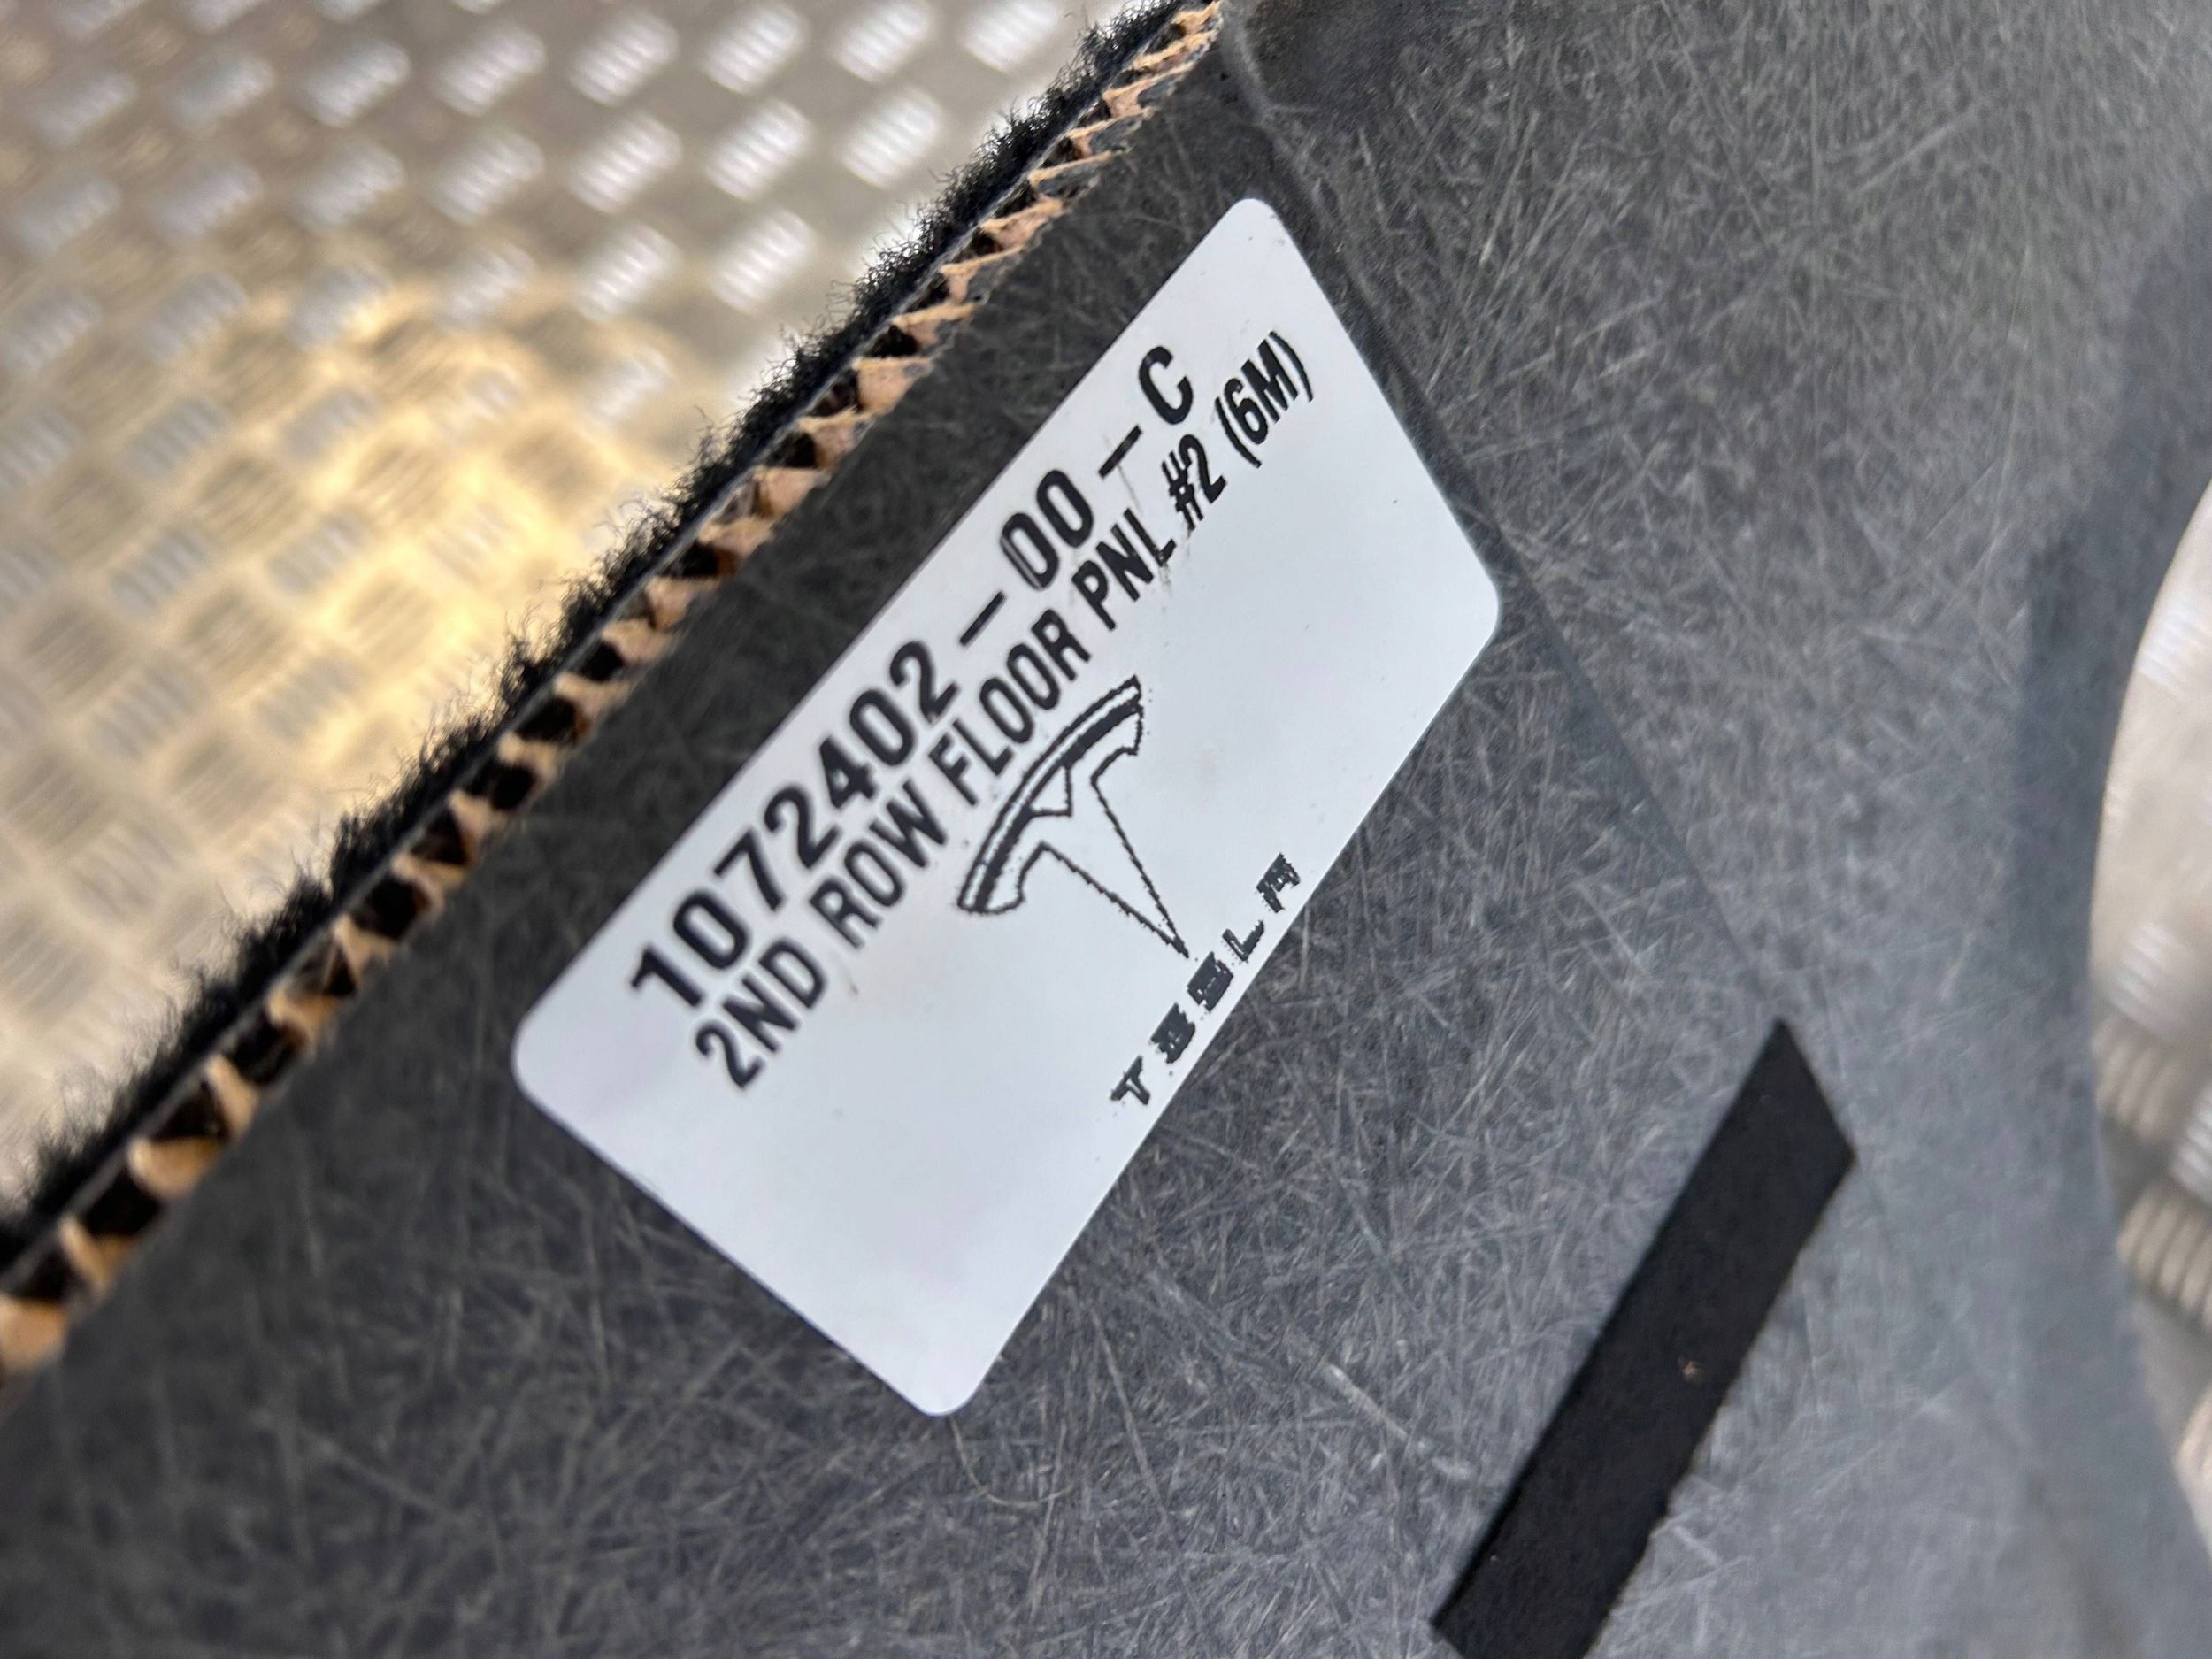 1072402-00-C
2ND ROW FLOOR PNL #2 (6M)
TESLA